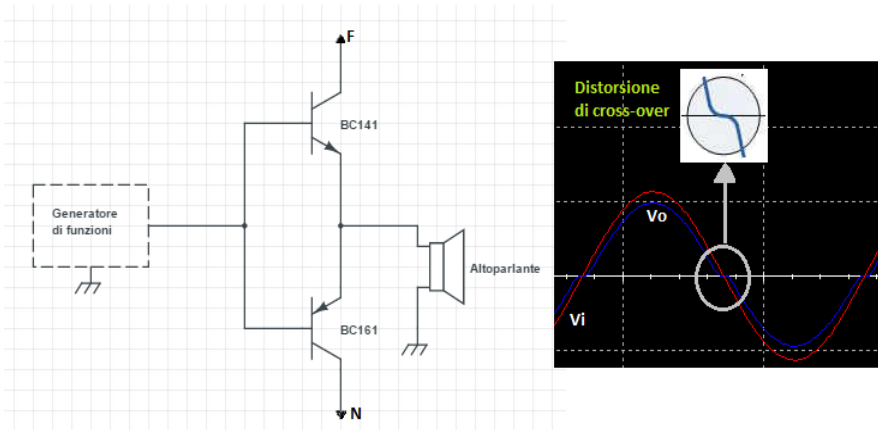 F
BC141
Generatore
di funzioni
Altoparlante
BC161
N
Distorsione
di cross-over
Vo
Vi